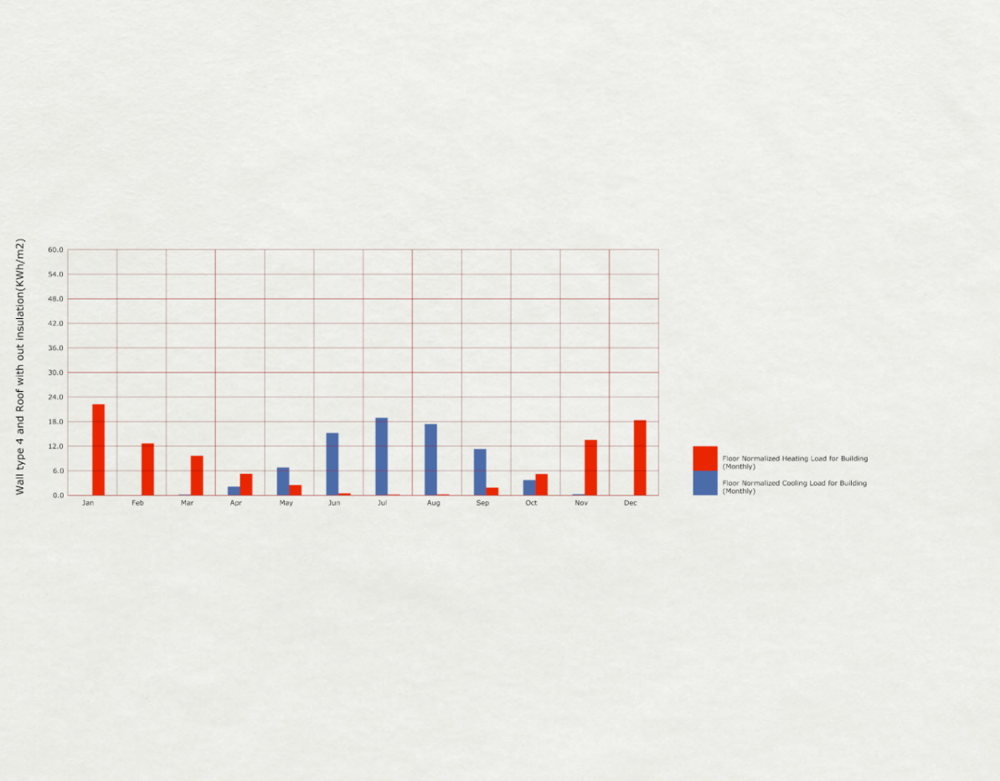 Wall type 4 and Roof with out insulation(KWh/m2)
60.0
54.0
48.0
42.0
36.0
30.0
24.0
18.0
12.0
6.0
0.0
Jan Feb Mar Apr May Jun Jul Aug Sep Oct Nov Dec
Floor Normalized Heating Load for Building
(Monthly)
Floor Normalized Cooling Load for Building
(Monthly)